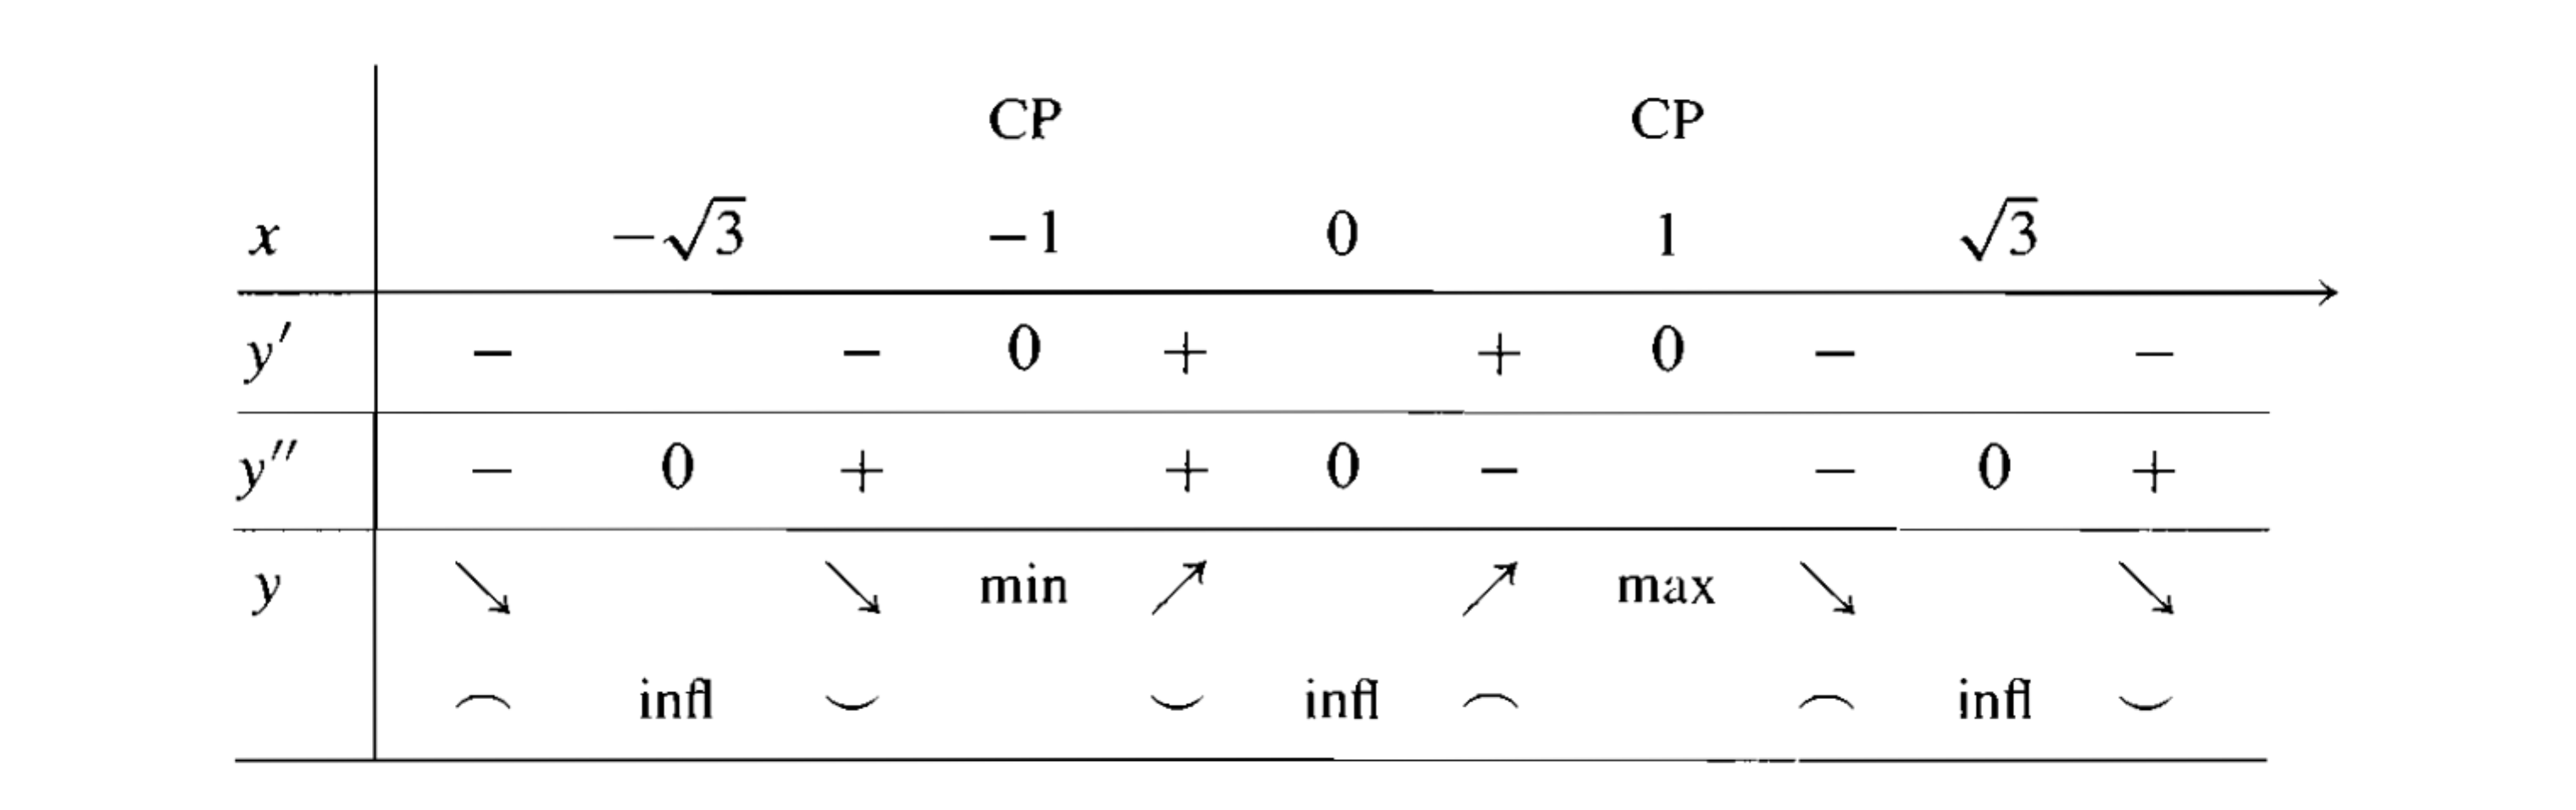 CP CP
x −√3 −1 0 1 √3
y′ − − 0 + + 0 − −
y″ − 0 + + 0 − − 0 +
y ↘ ↘ min ↗ ↗ max ↘ ↘
⌢ infl ⌣ ⌣ infl ⌢ ⌢ infl ⌣